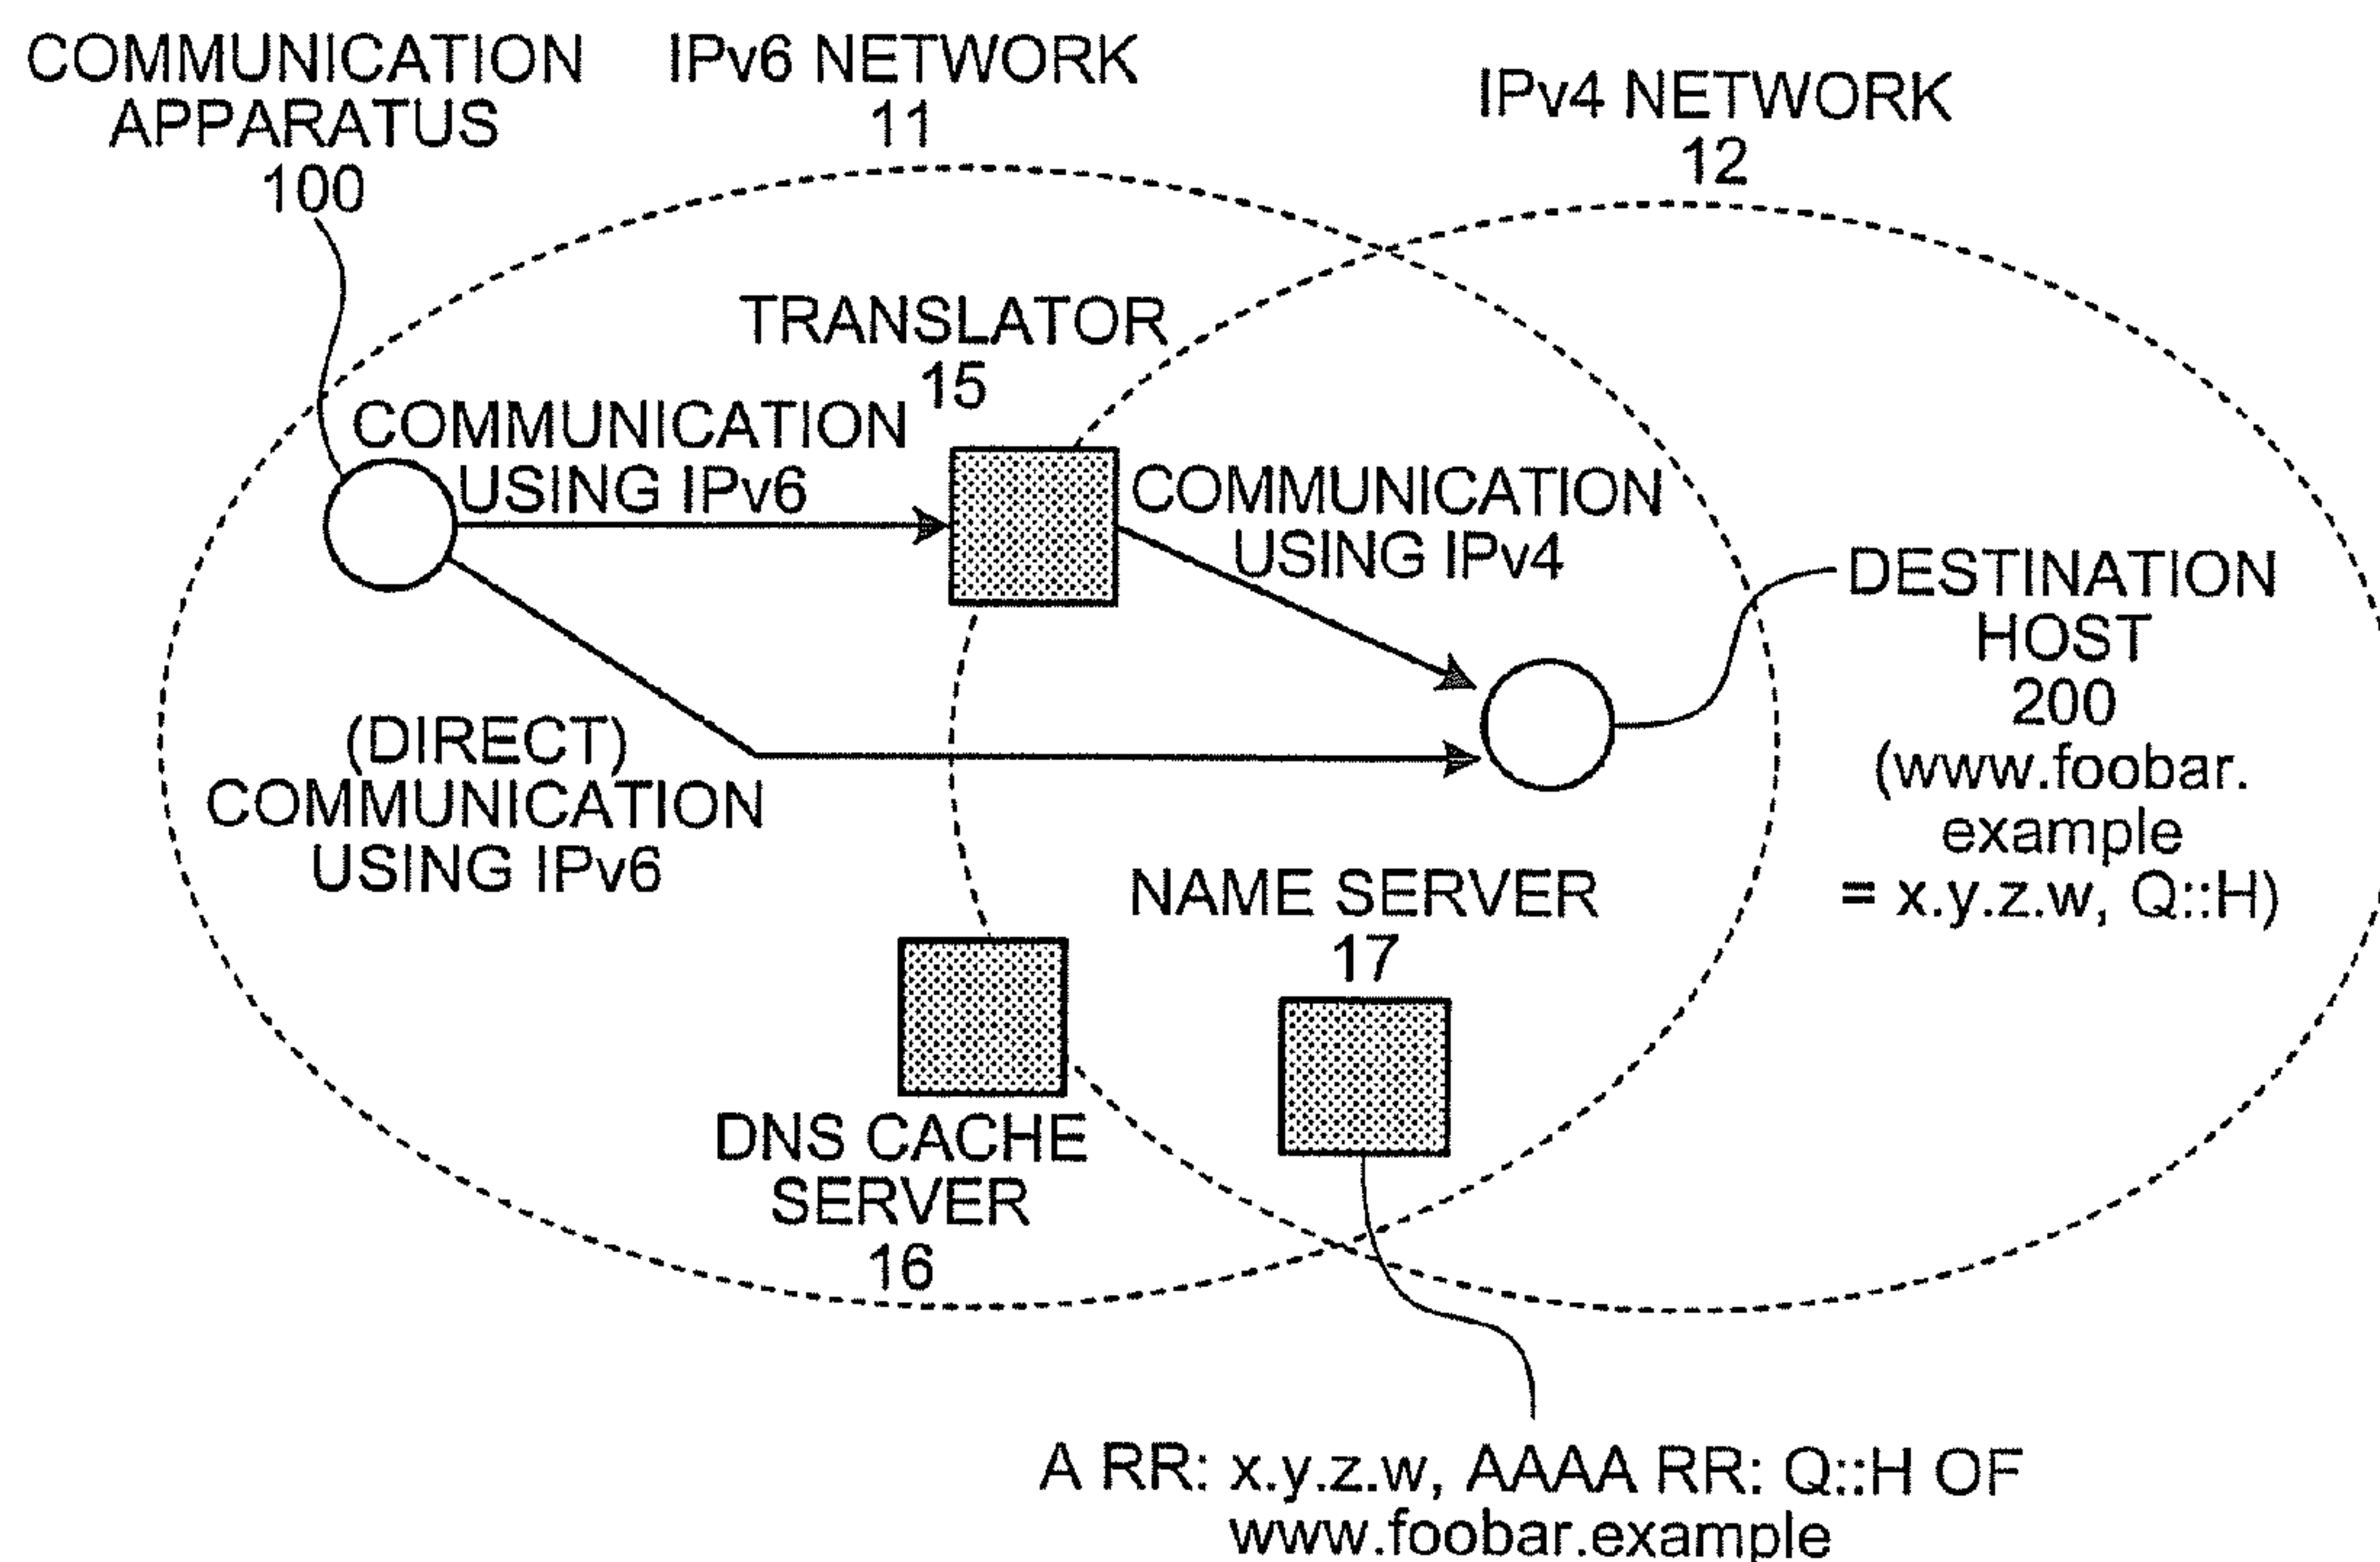 COMMUNICATION
APPARATUS
100
IPv6 NETWORK
11
IPv4 NETWORK
12
TRANSLATOR
15
COMMUNICATION
USING IPv6
COMMUNICATION
USING IPv4
DESTINATION
HOST
200
(www.foobar.
example
= x.y.z.w, Q::H)
(DIRECT)
COMMUNICATION
USING IPv6
NAME SERVER
17
DNS CACHE
SERVER
16
A RR: x.y.z.w, AAAA RR: Q::H OF
www.foobar.example